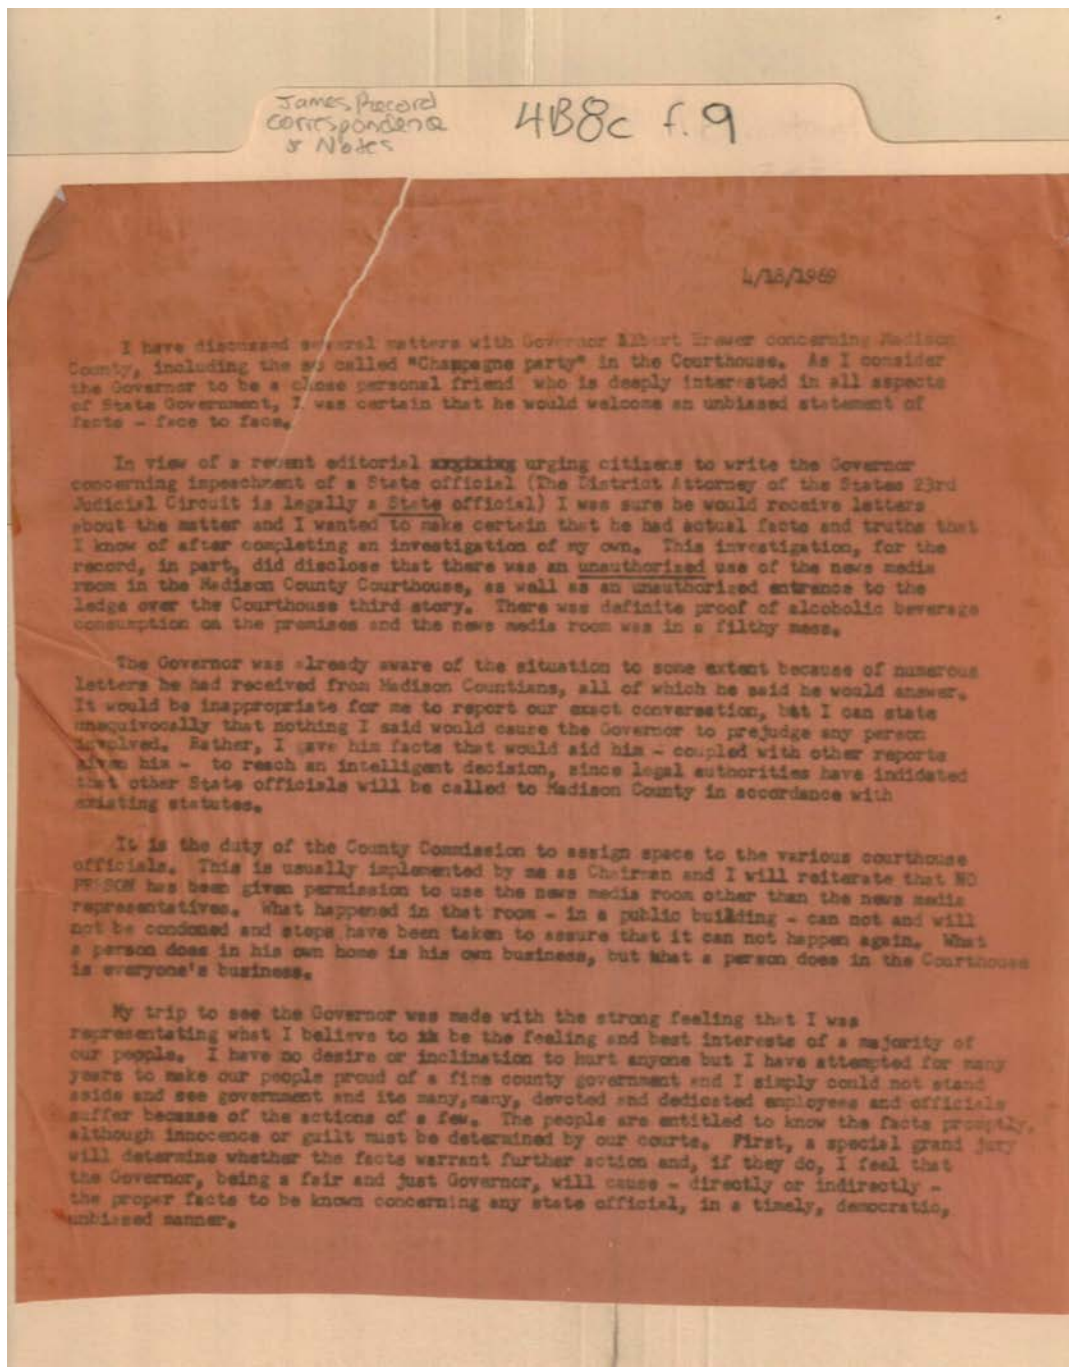 James Record
Correspondence
& Notes
4B8c f.9
4/18/1969
I have discussed several matters with Governor Albert Brewer concerning Madison
County, including the so called "Champagne party" in the Courthouse. As I consider
the Governor to be a close personal friend who is deeply interested in all aspects
of State Government, I was certain that he would welcome an unbiased statement of
facts - face to face.
In view of a recent editorial urging citizens to write the Governor
concerning impeachment of a State official (The District Attorney of the States 23rd
Judicial Circuit is legally a State official) I was sure he would receive letters
about the matter and I wanted to make certain that he had actual facts and truths that
I know of after completing an investigation of my own. This investigation, for the
record, in part, did disclose that there was an unauthorized use of the news media
room in the Madison County Courthouse, as well as an unauthorized entrance to the
ledge over the Courthouse third story. There was definite proof of alcoholic beverage
consumption on the premises and the news media room was in a filthy mess.
The Governor was already aware of the situation to some extent because of numerous
letters he had received from Madison Countians, all of which he said he would answer.
It would be inappropriate for me to report our exact conversation, but I can state
unequivocally that nothing I said would cause the Governor to prejudge any person
involved. Rather, I gave him facts that would aid him - coupled with other reports
given him - to reach an intelligent decision, since legal authorities have indidated
that other State officials will be called to Madison County in accordance with
existing statutes.
It is the duty of the County Commission to assign space to the various courthouse
officials. This is usually implemented by me as Chairman and I will reiterate that NO
PERSON has been given permission to use the news media room other than the news media
representatives. What happened in that room - in a public building - can not and will
not be condoned and steps have been taken to assure that it can not happen again. What
a person does in his own home is his own business, but what a person does in the Courthouse
is everyone's business.
My trip to see the Governor was made with the strong feeling that I was
representating what I believe to be the feeling and best interests of a majority of
our people. I have no desire or inclination to hurt anyone but I have attempted for many
years to make our people proud of a fine county government and I simply could not stand
aside and see government and its many,many, devoted and dedicated employees and officials
suffer because of the actions of a few. The people are entitled to know the facts promptly,
although innocence or guilt must be determined by our courts. First, a special grand jury
will determine whether the facts warrant further action and, if they do, I feel that
the Governor, being a fair and just Governor, will cause - directly or indirectly -
the proper facts to be known concerning any state official, in a timely, democratic,
unbiased manner.